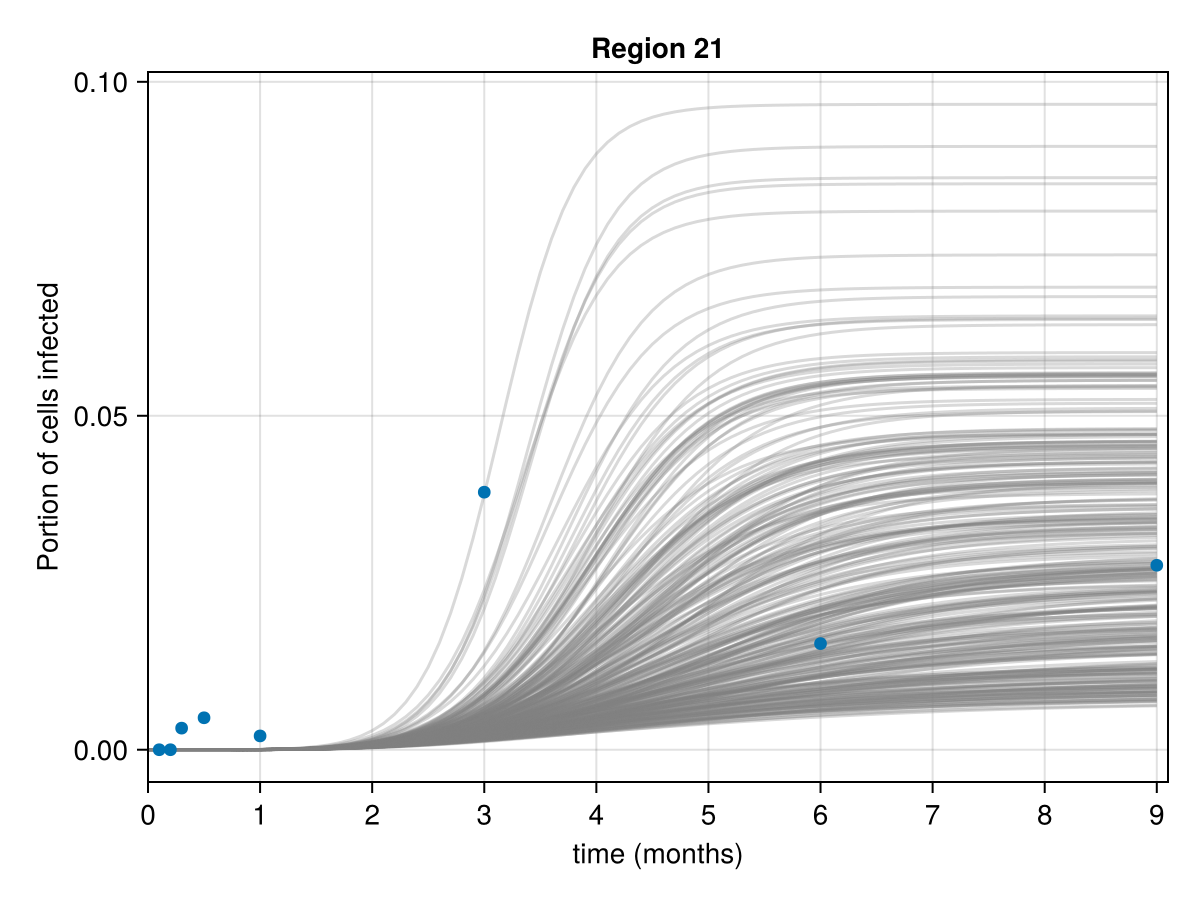 Region 21
0.10
0.05
0.00
Portion of cells infected
0 1 2 3 4 5 6 7 8 9
time (months)